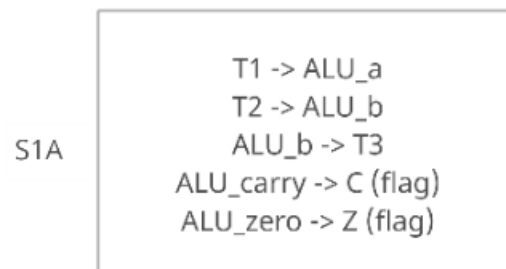 T1 -> ALU_a
T2 -> ALU_b
S1A
ALU_b -> T3
ALU_carry -> C (flag)
ALU_zero -> Z (flag)